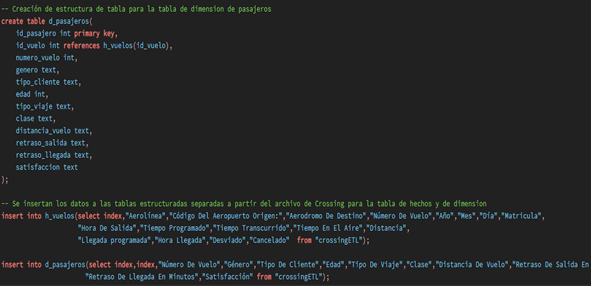 -- Creación de estructura de tabla para la tabla de dimension de pasajeros
create table d_pasajeros(
id_pasajero int primary key,
id_vuelo int references h_vuelos(id_vuelo),
numero_vuelo int,
genero text,
tipo_cliente text,
edad int,
tipo_viaje text,
clase text,
distancia_vuelo text,
retraso_salida text,
retraso_llegada text,
satisfaccion text
);
-- Se insertan los datos a las tablas estructuradas separadas a partir del archivo de Crossing para la tabla de hechos y de dimension
insert into h_vuelos(select index,"Aerolínea","Código Del Aeropuerto Origen:","Aerodromo De Destino","Número De Vuelo","Año","Mes","Día","Matrícula",
"Hora De Salida","Tiempo Programado","Tiempo Transcurrido","Tiempo En El Aire","Distancia",
"Llegada programada","Hora Llegada","Desviado","Cancelado" from "crossingETL");
insert into d_pasajeros(select index,index,"Número De Vuelo","Género","Tipo De Cliente","Edad","Tipo De Viaje","Clase","Distancia De Vuelo","Retraso De Salida En
"Retraso De Llegada En Minutos","Satisfacción" from "crossingETL");